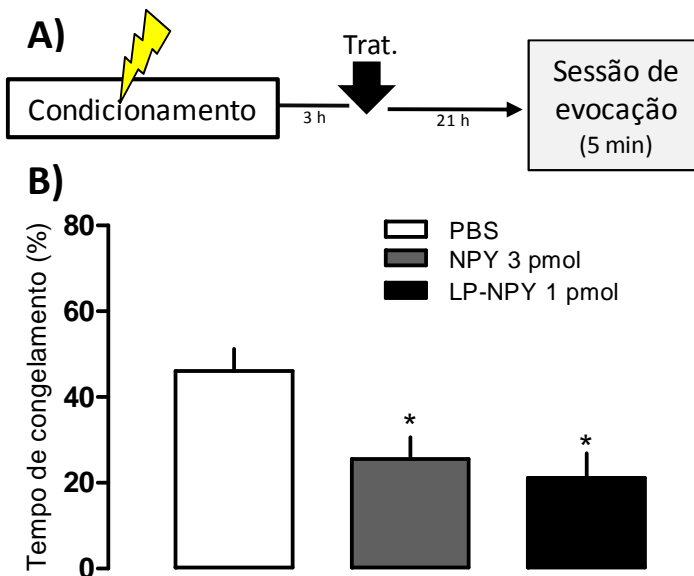 A)
Trat.
Condicionamento
3 h
21 h
Sessão de
evocação
(5 min)
B)
Tempo de congelamento (%)
80
60
40
20
0
PBS
NPY 3 pmol
LP-NPY 1 pmol
*
*